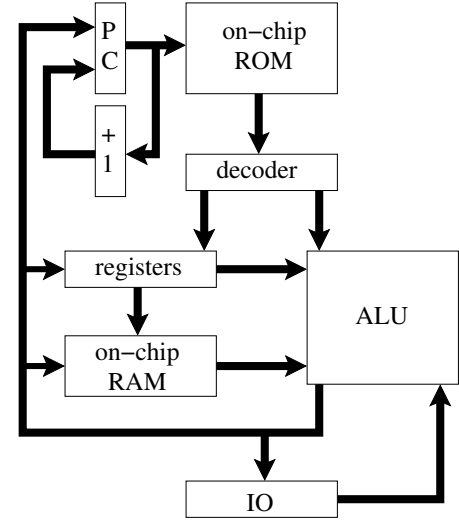 P
C
on−chip
ROM
+
1
decoder
registers
ALU
on−chip
RAM
IO